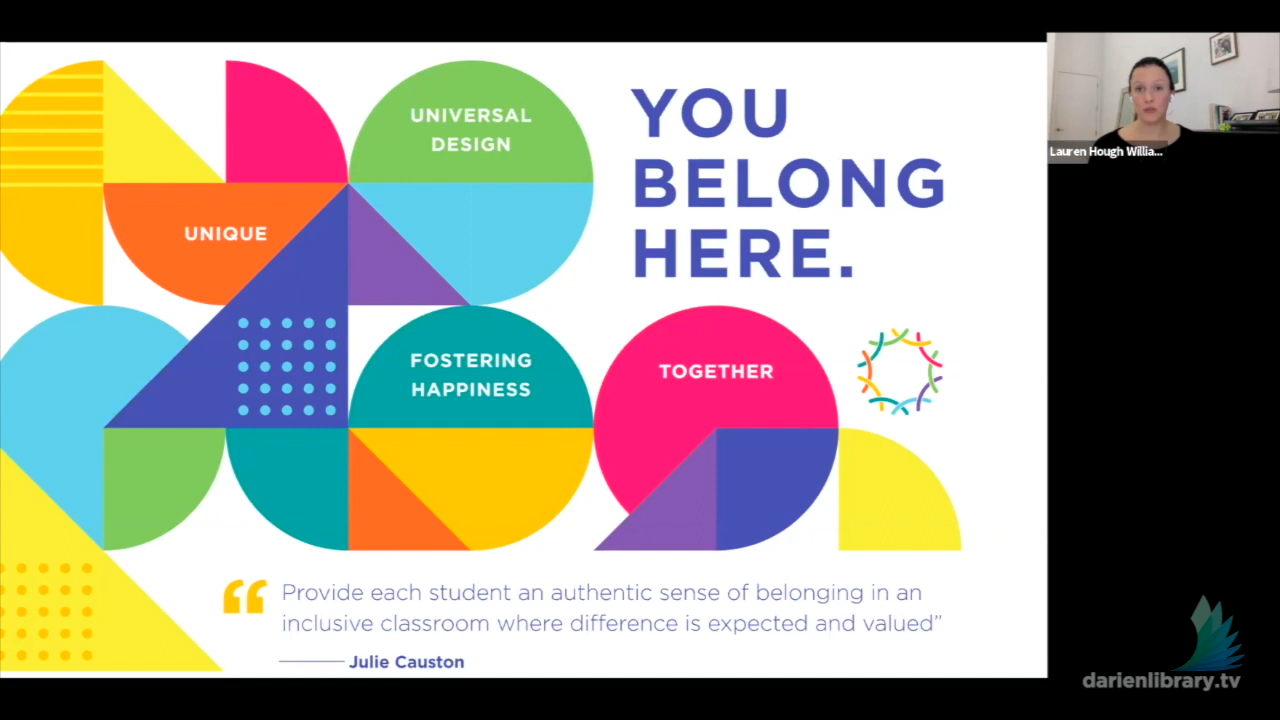 UNIVERSAL
DESIGN
YOU
BELONG
HERE.
UNIQUE
FOSTERING
HAPPINESS
TOGETHER
“Provide each student an authentic sense of belonging in an
inclusive classroom where difference is expected and valued”
Julie Causton
Lauren Hough Willia...
darienlibrary.tv